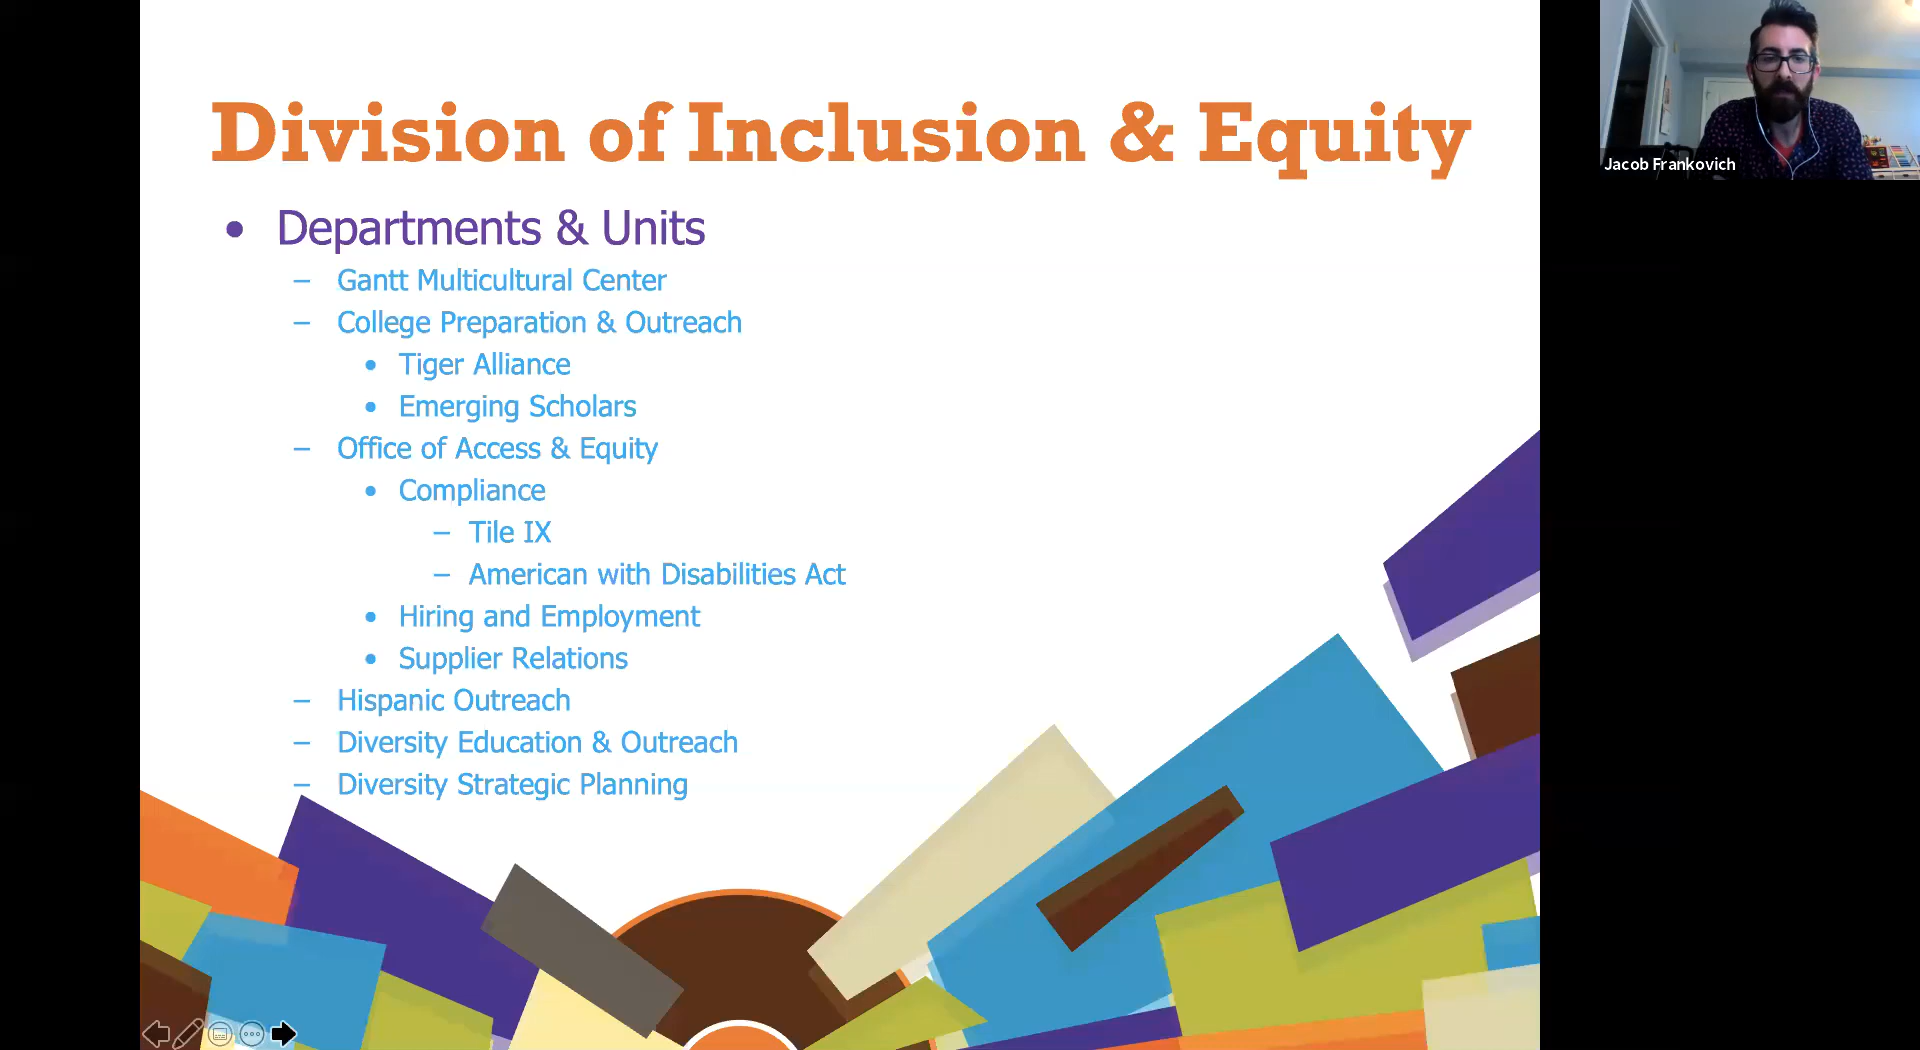 Division of Inclusion & Equity
• Departments & Units
– Gantt Multicultural Center
– College Preparation & Outreach
• Tiger Alliance
• Emerging Scholars
– Office of Access & Equity
• Compliance
– Tile IX
– American with Disabilities Act
• Hiring and Employment
• Supplier Relations
– Hispanic Outreach
– Diversity Education & Outreach
– Diversity Strategic Planning
Jacob Frankovich